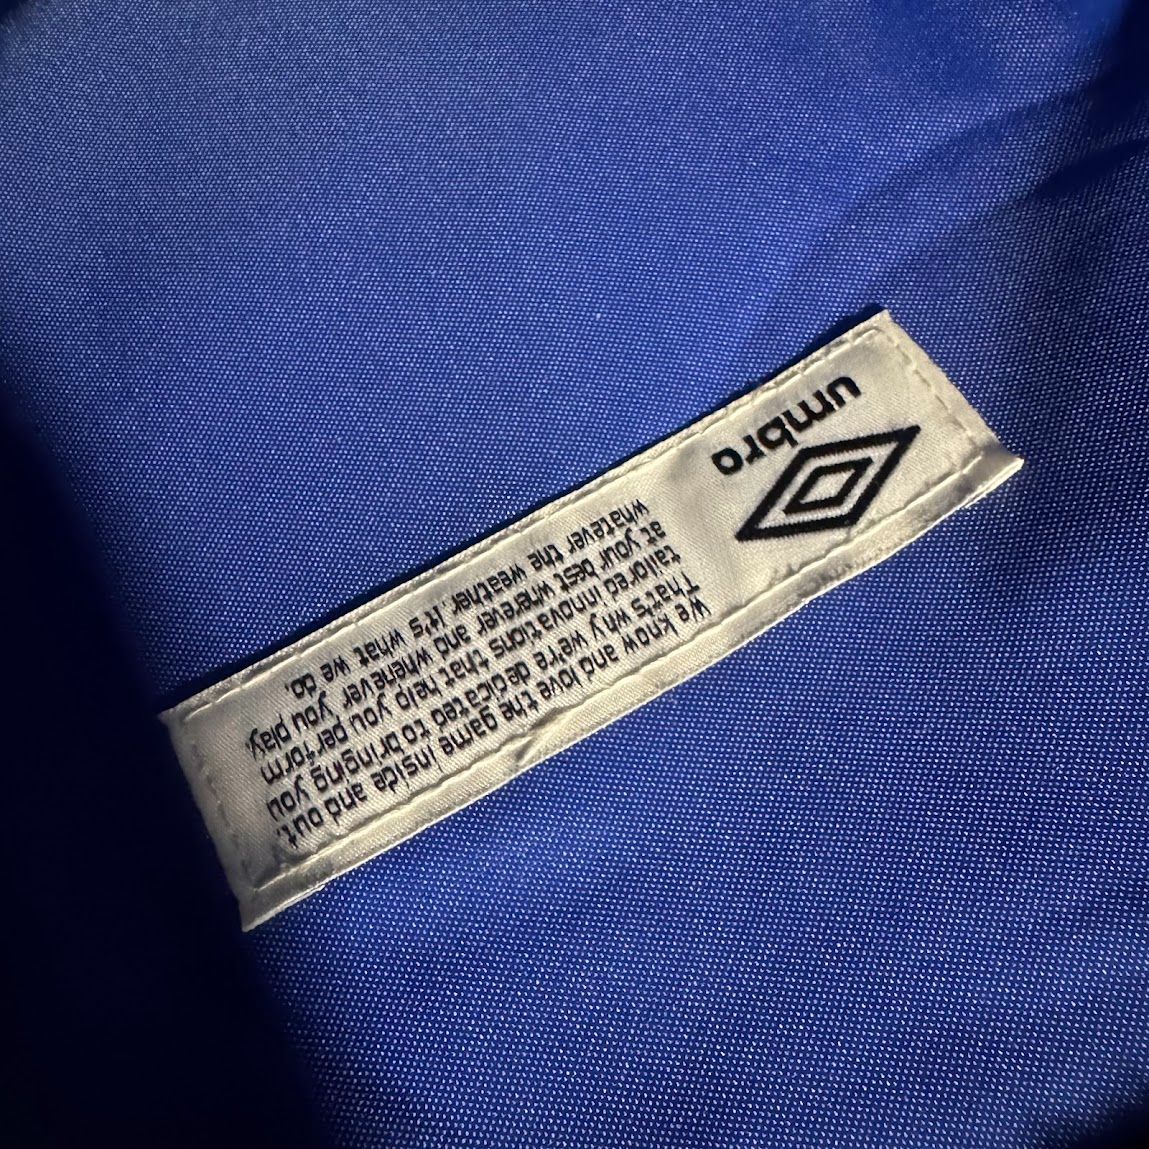 umbro
We know and love the game inside and out.
That's why we're dedicated to bringing you
tailored innovations that help you perform
at your best wherever and whenever you play,
whatever the weather. It's what we do.